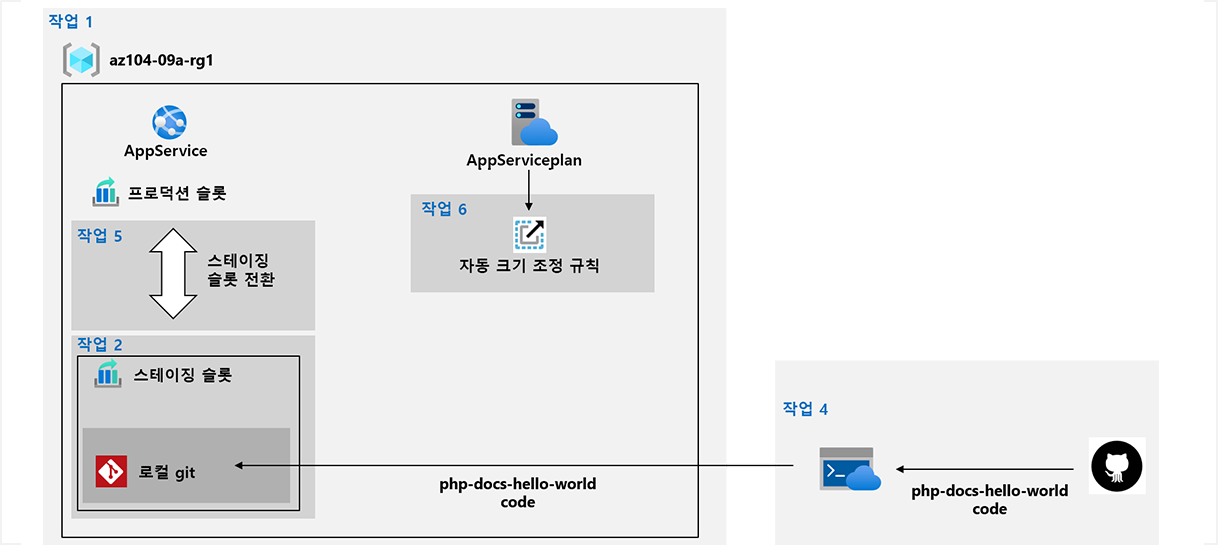 작업 1
az104-09a-rg1
AppService
AppServiceplan
프로덕션 슬롯
작업 6
자동 크기 조정 규칙
작업 5
스테이징
슬롯 전환
작업 2
스테이징 슬롯
로컬 git
php-docs-hello-world
code
작업 4
php-docs-hello-world
code